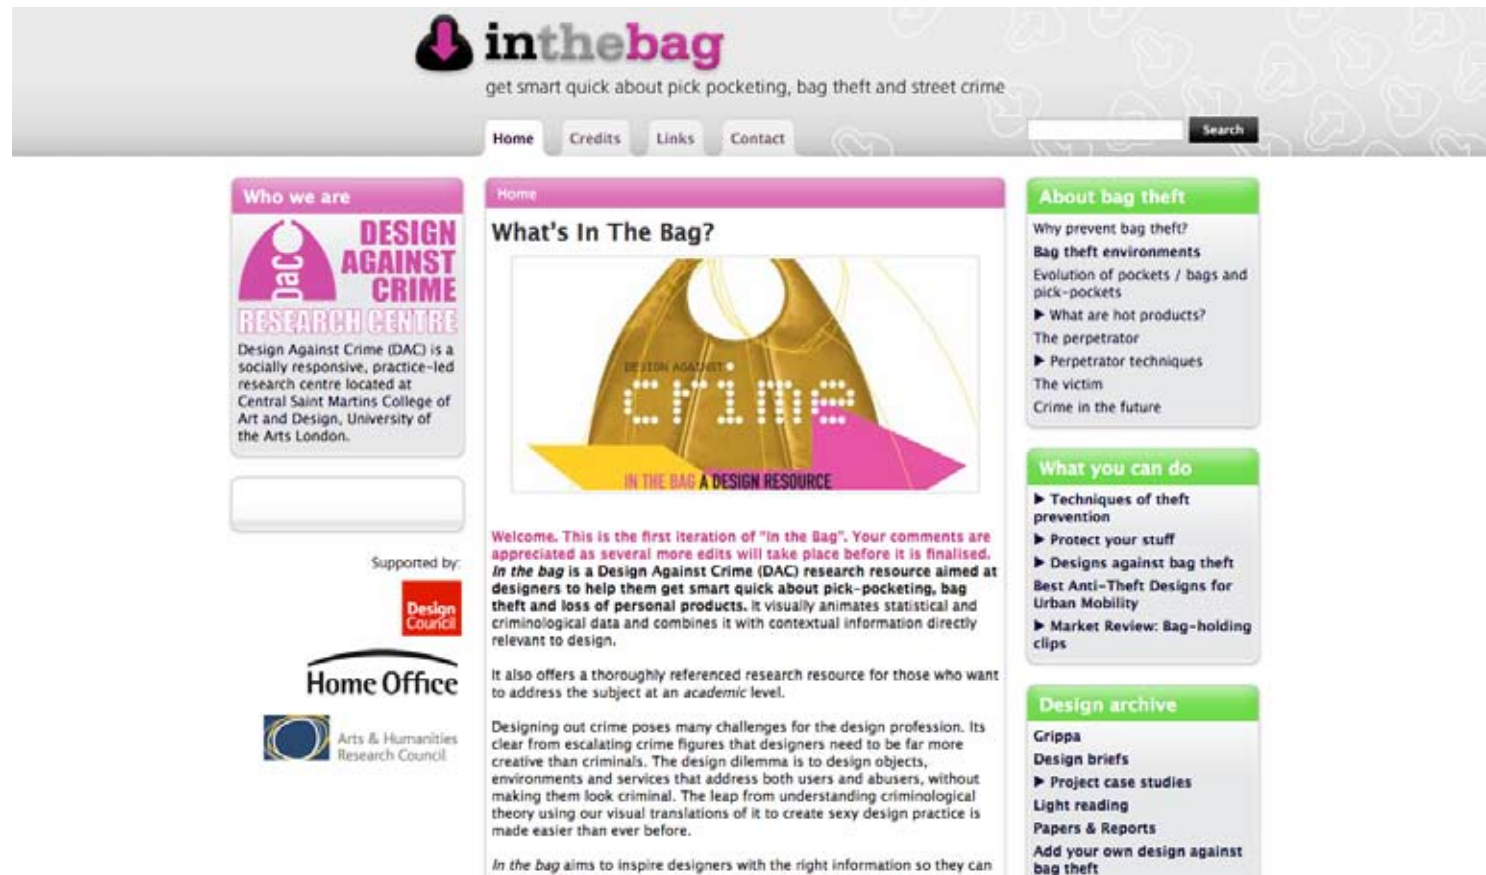 inthebag
get smart quick about pick pocketing, bag theft and street crime
Home
Credits
Links
Contact
Search
Who we are
DaC
DESIGN
AGAINST
CRIME
RESEARCH CENTRE
Design Against Crime (DAC) is a
socially responsive, practice-led
research centre located at
Central Saint Martins College of
Art and Design, University of
the Arts London.
Supported by:
Design
Council
Home Office
Arts & Humanities
Research Council
Home
What's In The Bag?
DESIGN AGAINST
crime
IN THE BAG A DESIGN RESOURCE
Welcome. This is the first iteration of "In the Bag". Your comments are
appreciated as several more edits will take place before it is finalised.
In the bag is a Design Against Crime (DAC) research resource aimed at
designers to help them get smart quick about pick-pocketing, bag
theft and loss of personal products. It visually animates statistical and
criminological data and combines it with contextual information directly
relevant to design.
It also offers a thoroughly referenced research resource for those who want
to address the subject at an academic level.
Designing out crime poses many challenges for the design profession. Its
clear from escalating crime figures that designers need to be far more
creative than criminals. The design dilemma is to design objects,
environments and services that address both users and abusers, without
making them look criminal. The leap from understanding criminological
theory using our visual translations of it to create sexy design practice is
made easier than ever before.
In the bag aims to inspire designers with the right information so they can
About bag theft
Why prevent bag theft?
Bag theft environments
Evolution of pockets / bags and
pick-pockets
▶ What are hot products?
The perpetrator
▶ Perpetrator techniques
The victim
Crime in the future
What you can do
▶ Techniques of theft
prevention
▶ Protect your stuff
▶ Designs against bag theft
Best Anti-Theft Designs for
Urban Mobility
▶ Market Review: Bag-holding
clips
Design archive
Grippa
Design briefs
▶ Project case studies
Light reading
Papers & Reports
Add your own design against
bag theft